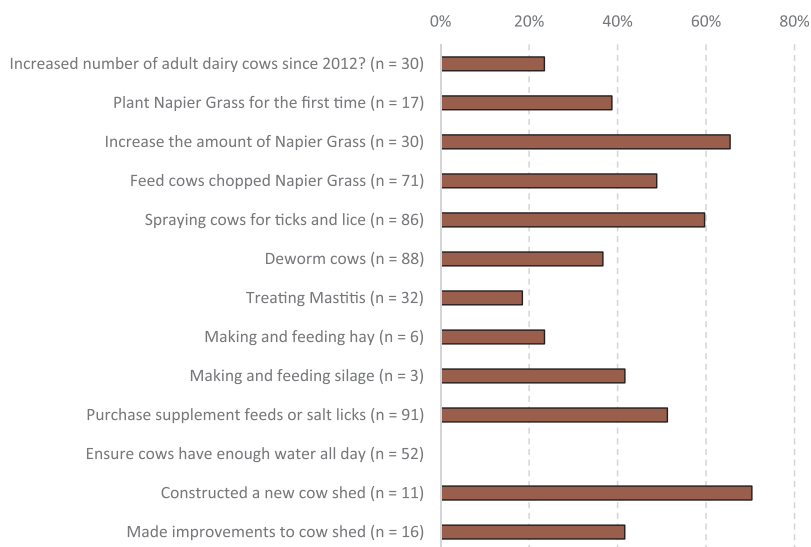 0% 20% 40% 60% 80%
Increased number of adult dairy cows since 2012? (n = 30)
Plant Napier Grass for the first time (n = 17)
Increase the amount of Napier Grass (n = 30)
Feed cows chopped Napier Grass (n = 71)
Spraying cows for ticks and lice (n = 86)
Deworm cows (n = 88)
Treating Mastitis (n = 32)
Making and feeding hay (n = 6)
Making and feeding silage (n = 3)
Purchase supplement feeds or salt licks (n = 91)
Ensure cows have enough water all day (n = 52)
Constructed a new cow shed (n = 11)
Made improvements to cow shed (n = 16)